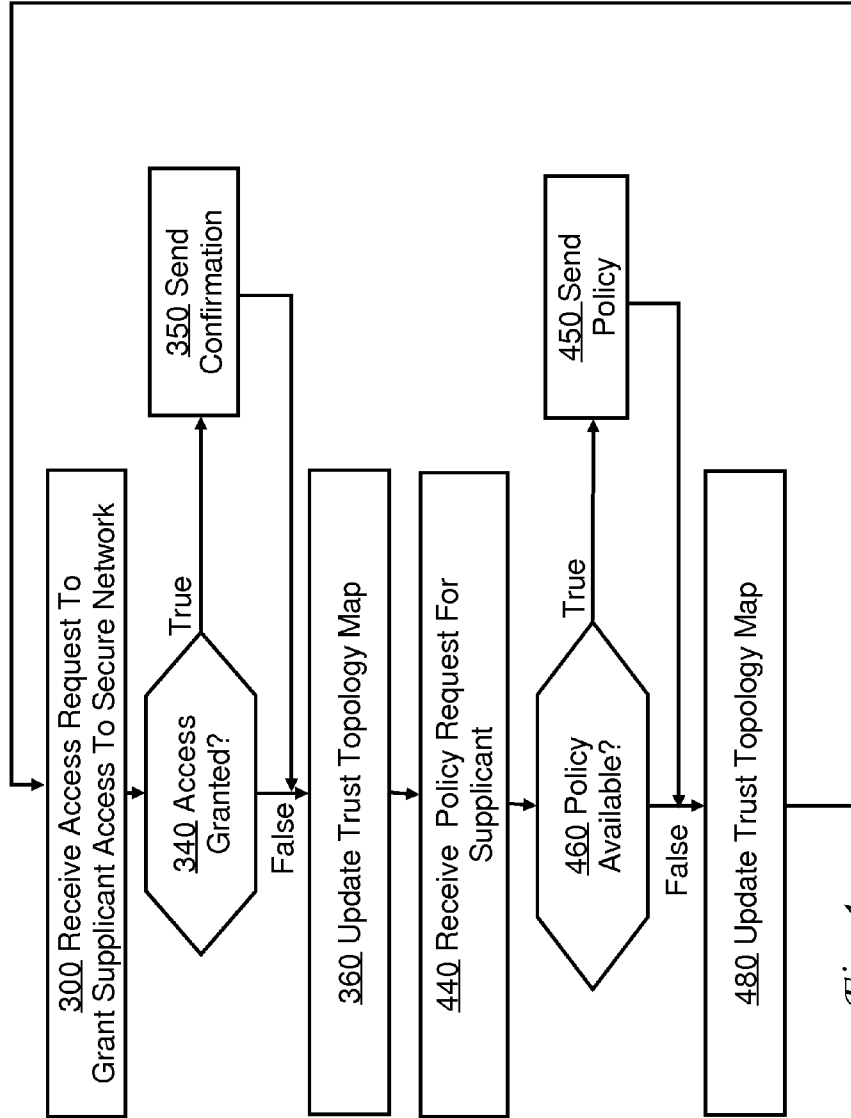 300 Receive Access Request To
Grant Supplicant Access To Secure Network
340 Access
Granted?
True
350 Send
Confirmation
False
360 Update Trust Topology Map
440 Receive Policy Request For
Supplicant
460 Policy
Available?
True
450 Send
Policy
False
480 Update Trust Topology Map